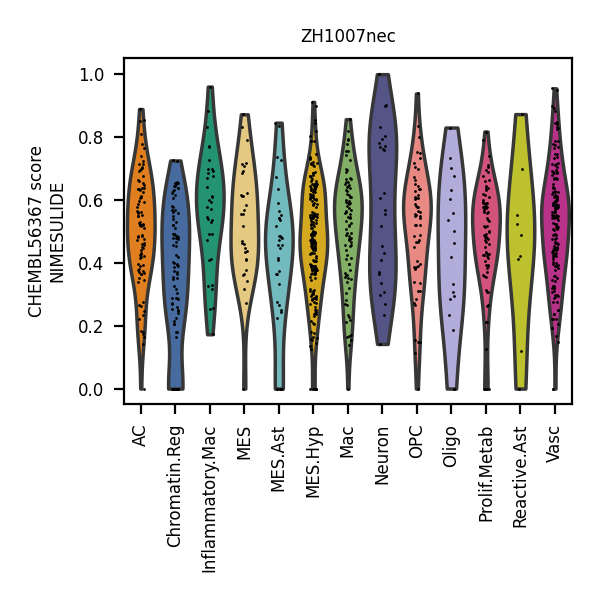 ZH1007nec
CHEMBL56367 score
NIMESULIDE
1.0
0.8
0.6
0.4
0.2
0.0
AC
Chromatin.Reg
Inflammatory.Mac
MES
MES.Ast
MES.Hyp
Mac
Neuron
OPC
Oligo
Prolif.Metab
Reactive.Ast
Vasc